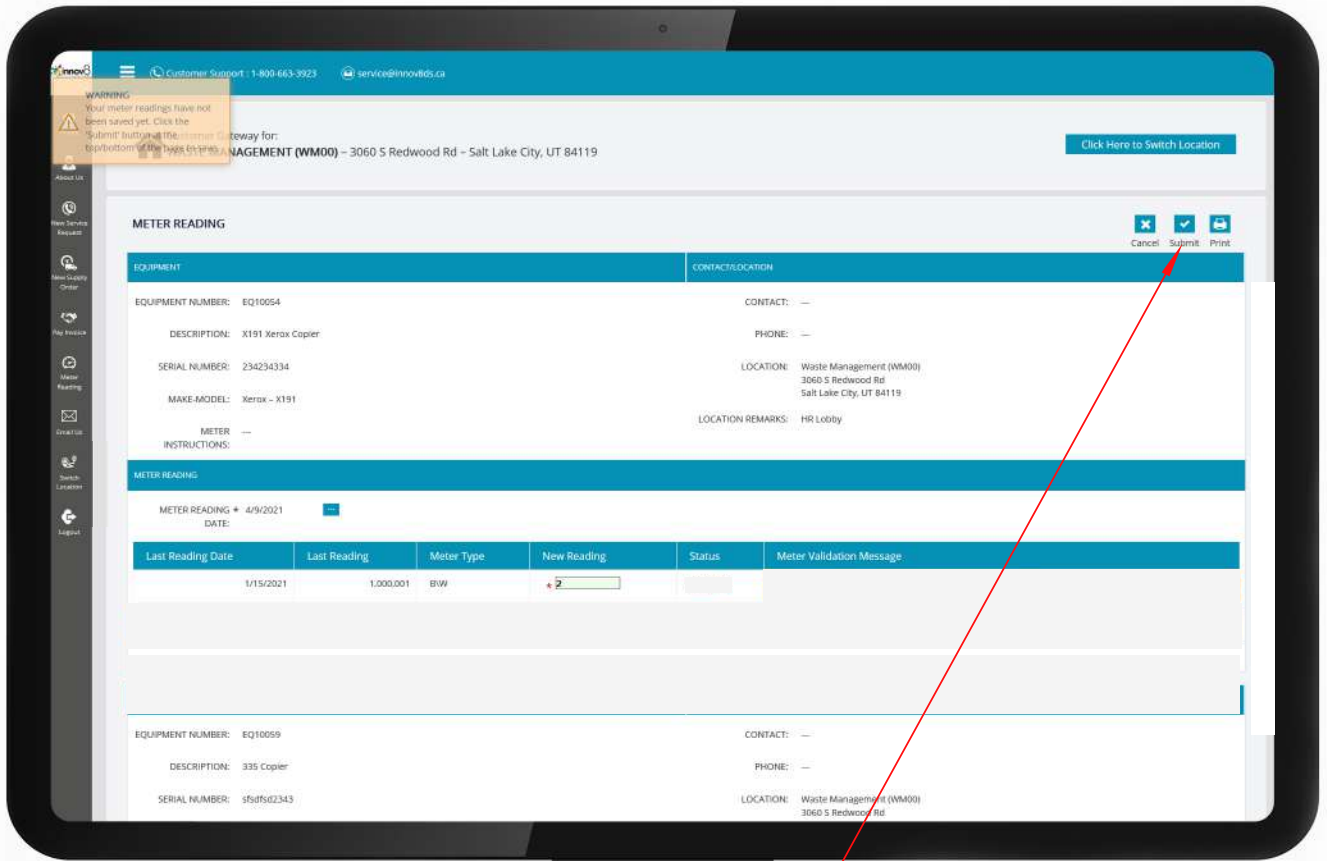 innov8
Customer Support : 1-800-663-3923
service@innov8ds.ca
WARNING
Your meter readings have not
been saved yet. Click the
'Submit' button at the
top/bottom of the page to save.
Gateway for:
WASTE MANAGEMENT (WM00) – 3060 S Redwood Rd – Salt Lake City, UT 84119
Click Here to Switch Location
About Us
New Service
Request
New Supply
Order
Pay Invoice
Meter
Reading
Email Us
Switch
Location
Logout
METER READING
Cancel Submit Print
EQUIPMENT
CONTACT/LOCATION
EQUIPMENT NUMBER: EQ10054
CONTACT: —
DESCRIPTION: X191 Xerox Copier
PHONE: —
SERIAL NUMBER: 234234334
LOCATION: Waste Management (WM00)
3060 S Redwood Rd
Salt Lake City, UT 84119
MAKE-MODEL: Xerox – X191
LOCATION REMARKS: HR Lobby
METER —
INSTRUCTIONS:
METER READING
METER READING * 4/9/2021 ...
DATE:
Last Reading Date Last Reading Meter Type New Reading Status Meter Validation Message
1/15/2021 1,000,001 B\W * 2
EQUIPMENT NUMBER: EQ10059
CONTACT: —
DESCRIPTION: 335 Copier
PHONE: —
SERIAL NUMBER: sfsdfsd2343
LOCATION: Waste Management (WM00)
3060 S Redwood Rd